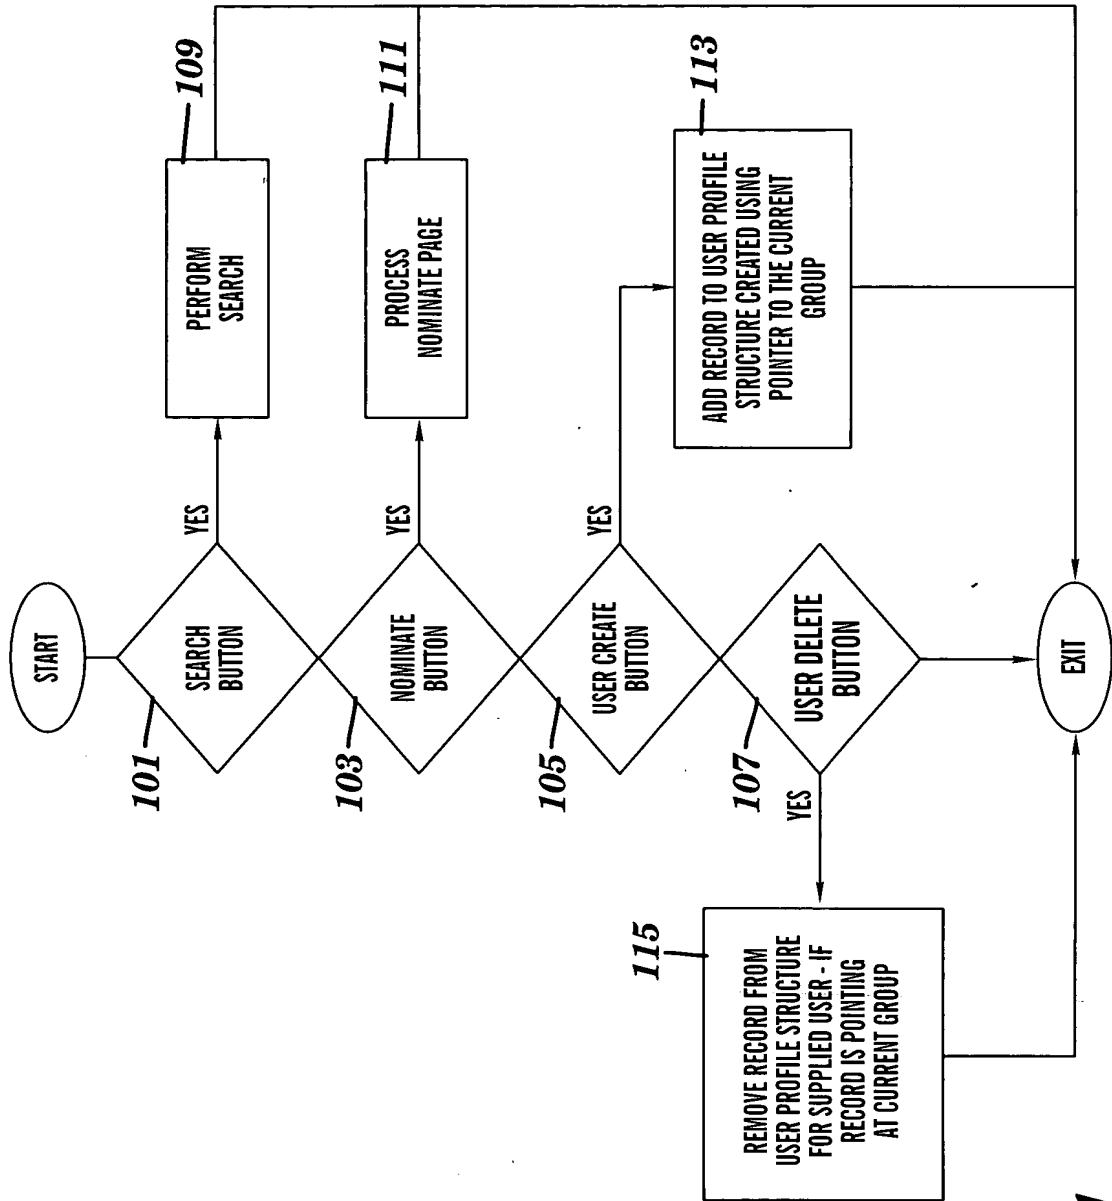 START
101
SEARCH
BUTTON
YES
109
PERFORM
SEARCH
103
NOMINATE
BUTTON
YES
111
PROCESS
NOMINATE PAGE
105
USER CREATE
BUTTON
YES
113
ADD RECORD TO USER PROFILE
STRUCTURE CREATED USING
POINTER TO THE CURRENT
GROUP
107
USER DELETE
BUTTON
YES
115
REMOVE RECORD FROM
USER PROFILE STRUCTURE
FOR SUPPLIED USER - IF
RECORD IS POINTING
AT CURRENT GROUP
EXIT